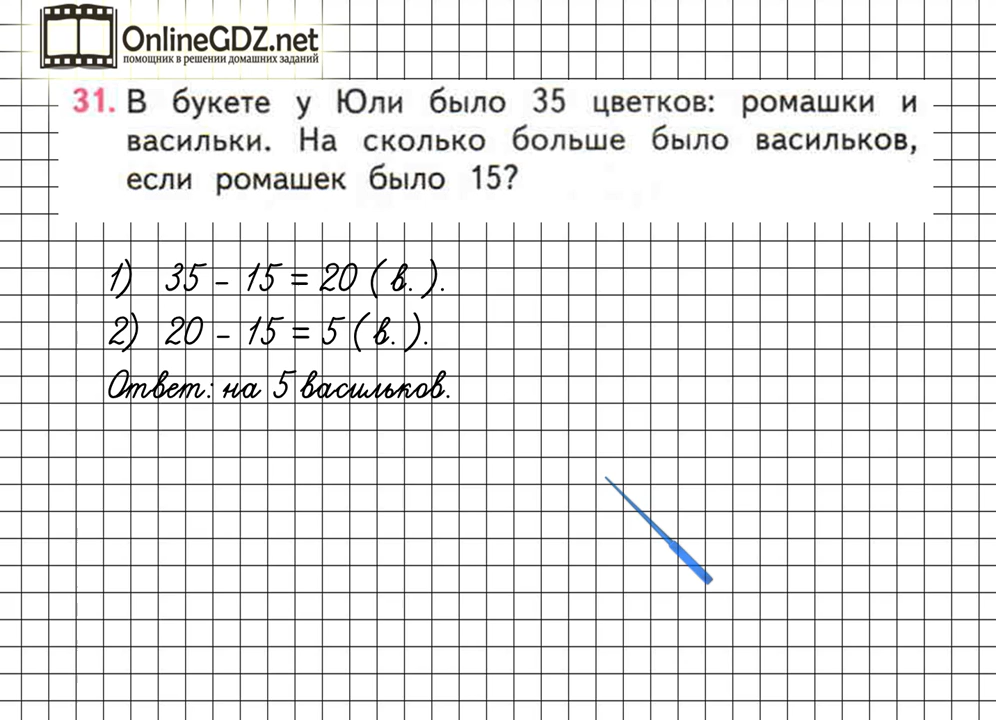 OnlineGDZ.net
помощник в решении домашних заданий
31. В букете у Юли было 35 цветков: ромашки и
васильки. На сколько больше было васильков,
если ромашек было 15?
1) 35 - 15 = 20 ( в. ).
2) 20 - 15 = 5 ( в. ).
Ответ: на 5 васильков.